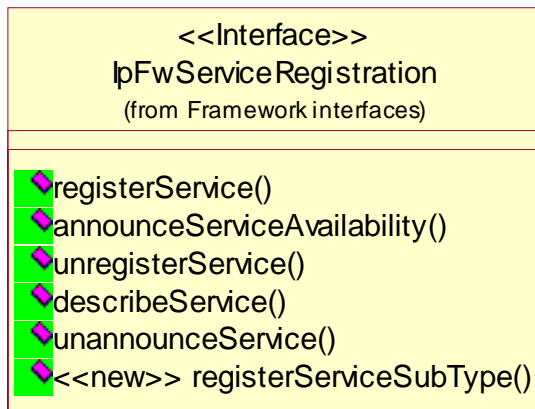 <<Interface>>
IpFwServiceRegistration
(from Framework interfaces)
registerService()
announceServiceAvailability()
unregisterService()
describeService()
unannounceService()
<<new>> registerServiceSubType()